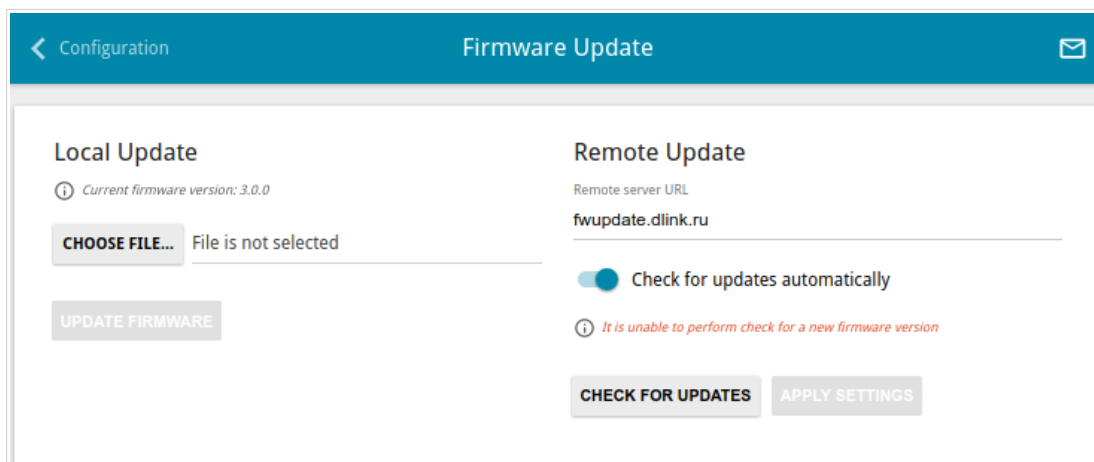 Configuration
Firmware Update
Local Update
Current firmware version: 3.0.0
CHOOSE FILE...
File is not selected
UPDATE FIRMWARE
Remote Update
Remote server URL
fwupdate.dlink.ru
Check for updates automatically
It is unable to perform check for a new firmware version
CHECK FOR UPDATES
APPLY SETTINGS